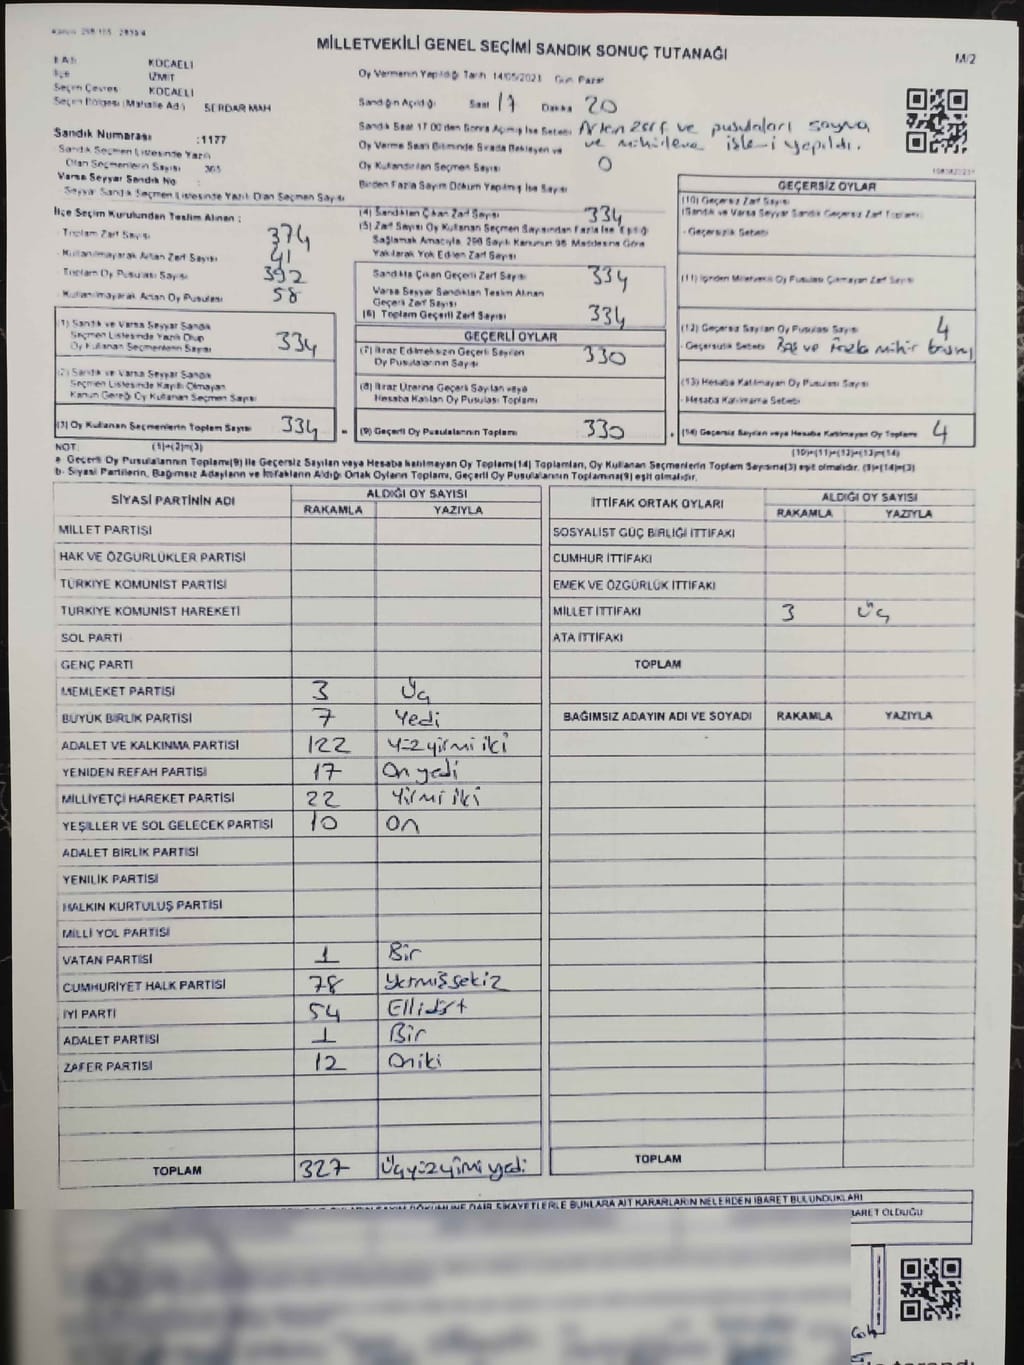 MİLLETVEKİLİ GENEL SEÇİMİ SANDIK SONUÇ TUTANAĞI
M/2
KOCAELİ
İlçe İZMİT
Seçim Çevresi KOCAELİ
Seçim Bölgesi (Mahalle Adı) SERDAR MAH
Sandık Numarası :1177
Sandık Seçmen Listesinde Yazılı
Olan Seçmenlerin Sayısı 365
Varsa Seyyar Sandık No :
Seyyar Sandık Seçmen Listesinde Yazılı Olan Seçmen Sayısı
Oy Vermenin Yapıldığı Tarih 14/05/2023 Gün Pazar
Sandığın Açıldığı Saat 17 Dakika 20
Sandık Saat 17.00'den Sonra Açılmış İse Sebebi Artan zarf ve pusulaları sayma
ve mühürleme işlemi yapıldı.
Oy Verme Saati Bitiminde Sırada Bekleyen ve
Oy Kullandırılan Seçmen Sayısı 0
Birden Fazla Sayım Döküm Yapılmış İse Sayısı
İlçe Seçim Kurulundan Teslim Alınan :
- Toplam Zarf Sayısı 374
- Kullanılmayarak Artan Zarf Sayısı 41
- Toplam Oy Pusulası Sayısı 392
- Kullanılmayarak Artan Oy Pusulası 58
(1) Sandık ve Varsa Seyyar Sandık
Seçmen Listesinde Yazılı Olup
Oy Kullanan Seçmenlerin Sayısı 334
(2) Sandık ve Varsa Seyyar Sandık
Seçmen Listesinde Kayıtlı Olmayan
Kanun Gereği Oy Kullanan Seçmen Sayısı
(3) Oy Kullanan Seçmenlerin Toplam Sayısı 334
(4) Sandıktan Çıkan Zarf Sayısı 334
(5) Zarf Sayısı Oy Kullanan Seçmen Sayısından Fazla İse, Eşitliği
Sağlamak Amacıyla, 298 Sayılı Kanunun 98. Maddesine Göre
Yakılarak Yok Edilen Zarf Sayısı
Sandıkta Çıkan Geçerli Zarf Sayısı 334
Varsa Seyyar Sandıktan Teslim Alınan
Geçerli Zarf Sayısı
(6) Toplam Geçerli Zarf Sayısı 334
GEÇERLİ OYLAR
(7) İtiraz Edilmeksizin Geçerli Sayılan
Oy Pusulalarının Sayısı 330
(8) İtiraz Üzerine Geçerli Sayılan veya
Hesaba Katılan Oy Pusulası Toplamı
(9) Geçerli Oy Pusulalarının Toplamı 330
GEÇERSİZ OYLAR
(10) Geçersiz Zarf Sayısı
(Sandık ve Varsa Seyyar Sandık Geçersiz Zarf Toplamı)
- Geçersizlik Sebebi
(11) İçinden Milletvekili Oy Pusulası Çıkmayan Zarf Sayısı
(12) Geçersiz Sayılan Oy Pusulası Sayısı 4
- Geçersizlik Sebebi Boş ve fazla mühür basımı
(13) Hesaba Katılmayan Oy Pusulası Sayısı
- Hesaba Katılmama Sebebi
(14) Geçersiz Sayılan veya Hesaba Katılmayan Oy Toplamı 4
NOT: (1)+(2)=(3) (10)+(11)+(12)+(13)=(14)
a- Geçerli Oy Pusulalarının Toplamı(9) ile Geçersiz Sayılan veya Hesaba katılmayan Oy Toplamı(14) Toplamları, Oy Kullanan Seçmenlerin Toplam Sayısına(3) eşit olmalıdır. (9)+(14)=(3)
b- Siyasi Partilerin, Bağımsız Adayların ve İttifakların Aldığı Ortak Oyların Toplamı, Geçerli Oy Pusulalarının Toplamına(9) eşit olmalıdır.
SİYASİ PARTİNİN ADI ALDIĞI OY SAYISI
RAKAMLA YAZIYLA
MİLLET PARTİSİ
HAK VE ÖZGÜRLÜKLER PARTİSİ
TÜRKİYE KOMÜNİST PARTİSİ
TÜRKİYE KOMÜNİST HAREKETİ
SOL PARTİ
GENÇ PARTİ
MEMLEKET PARTİSİ 3 Üç
BÜYÜK BİRLİK PARTİSİ 7 Yedi
ADALET VE KALKINMA PARTİSİ 122 Yüzyirmi iki
YENİDEN REFAH PARTİSİ 17 On yedi
MİLLİYETÇİ HAREKET PARTİSİ 22 Yirmi iki
YEŞİLLER VE SOL GELECEK PARTİSİ 10 On
ADALET BİRLİK PARTİSİ
YENİLİK PARTİSİ
HALKIN KURTULUŞ PARTİSİ
MİLLİ YOL PARTİSİ
VATAN PARTİSİ 1 Bir
CUMHURİYET HALK PARTİSİ 78 Yetmişsekiz
İYİ PARTİ 54 Ellidört
ADALET PARTİSİ 1 Bir
ZAFER PARTİSİ 12 Oniki
TOPLAM 327 Üçyüzyirmi yedi
İTTİFAK ORTAK OYLARI ALDIĞI OY SAYISI
RAKAMLA YAZIYLA
SOSYALİST GÜÇ BİRLİĞİ İTTİFAKI
CUMHUR İTTİFAKI
EMEK VE ÖZGÜRLÜK İTTİFAKI
MİLLET İTTİFAKI 3 Üç
ATA İTTİFAKI
TOPLAM
BAĞIMSIZ ADAYIN ADI VE SOYADI RAKAMLA YAZIYLA
TOPLAM
DAİR ŞİKAYETLERLE BUNLARA AİT KARARLARIN NELERDEN İBARET BULUNDUKLARI
İBARET OLDUĞU